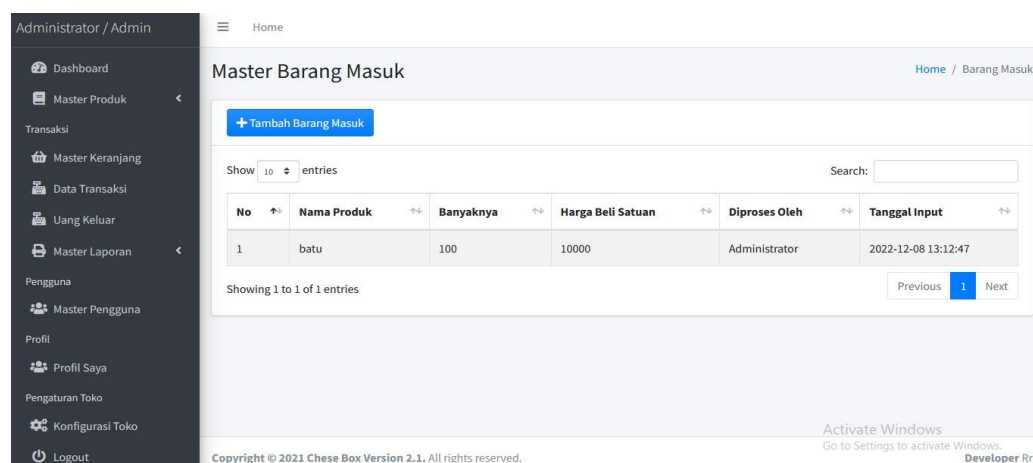 Administrator / Admin
Home
Dashboard
Master Produk
Transaksi
Master Keranjang
Data Transaksi
Uang Keluar
Master Laporan
Pengguna
Master Pengguna
Profil
Profil Saya
Pengaturan Toko
Konfigurasi Toko
Logout
Master Barang Masuk
Home / Barang Masuk
Tambah Barang Masuk
Show 10 entries
Search:
No Nama Produk Banyaknya Harga Beli Satuan Diproses Oleh Tanggal Input
1 batu 100 10000 Administrator 2022-12-08 13:12:47
Showing 1 to 1 of 1 entries
Previous 1 Next
Activate Windows
Go to Settings to activate Windows.
Copyright © 2021 Chese Box Version 2.1. All rights reserved.
Developer